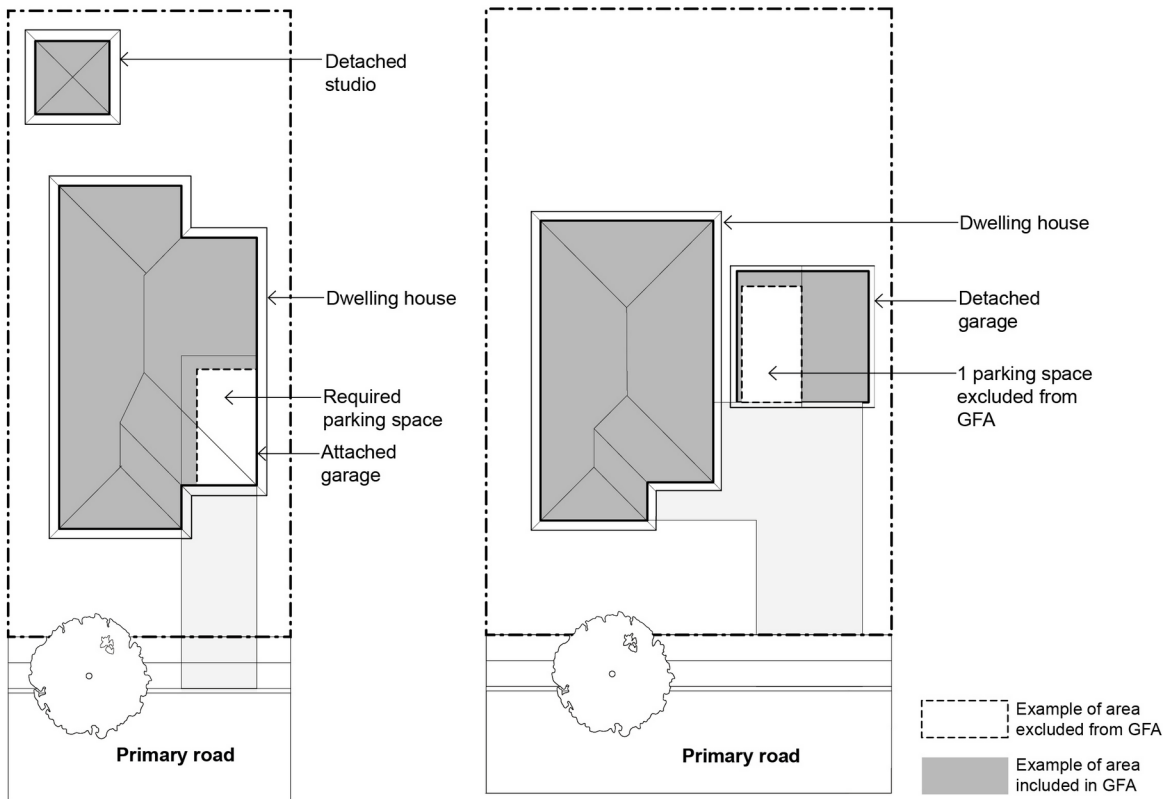 Detached
studio
Dwelling house
Required
parking space
Attached
garage
Primary road
Dwelling house
Detached
garage
1 parking space
excluded from
GFA
Primary road
Example of area
excluded from GFA
Example of area
included in GFA